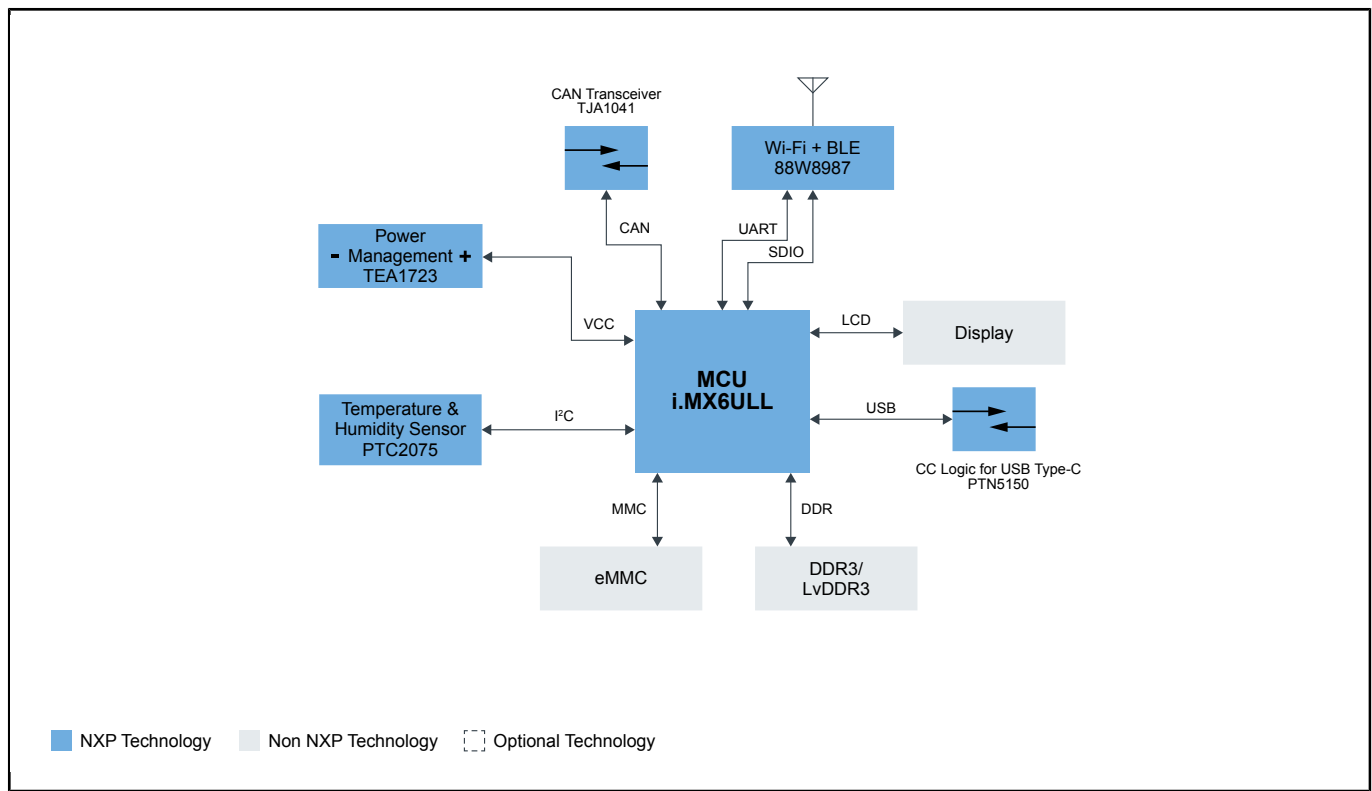 CAN Transceiver
TJA1041
Wi-Fi + BLE
88W8987
CAN
UART
SDIO
Power
- Management +
TEA1723
VCC
LCD
Display
MCU
i.MX6ULL
Temperature &
Humidity Sensor
PTC2075
I²C
USB
CC Logic for USB Type-C
PTN5150
MMC
DDR
eMMC
DDR3/
LvDDR3
NXP Technology
Non NXP Technology
Optional Technology